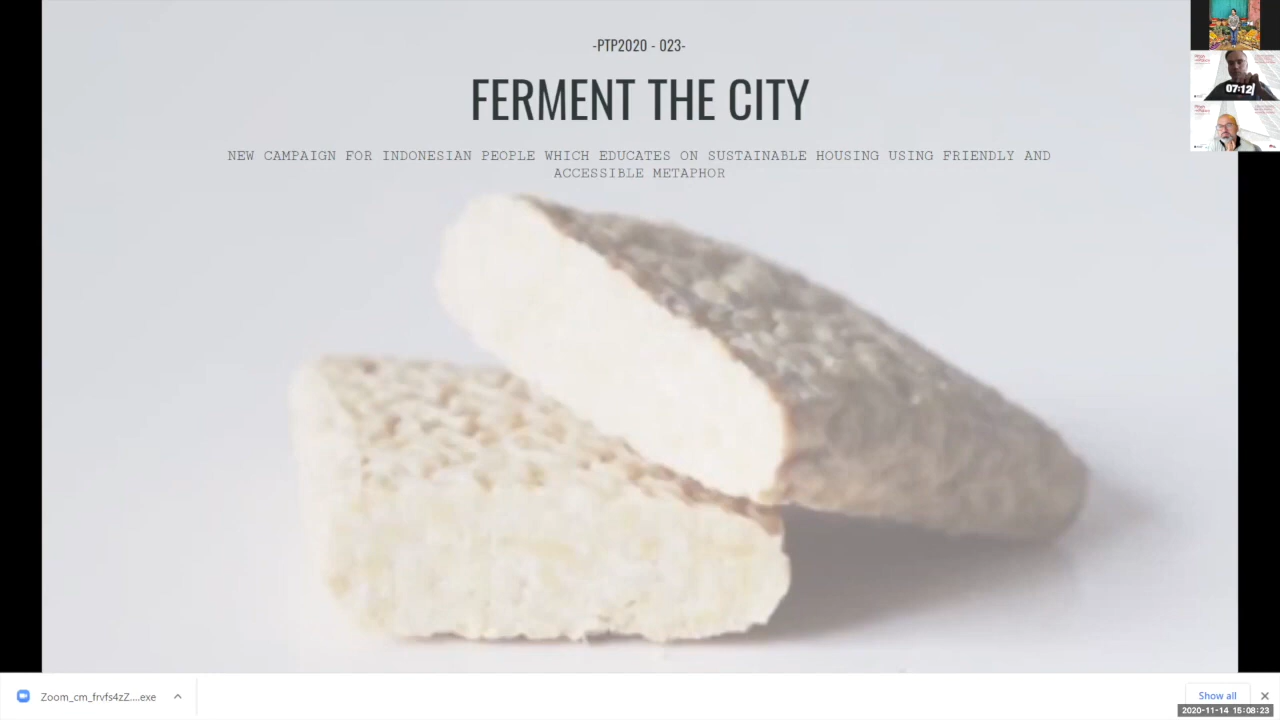 -PTP2020 - 023-
FERMENT THE CITY
NEW CAMPAIGN FOR INDONESIAN PEOPLE WHICH EDUCATES ON SUSTAINABLE HOUSING USING FRIENDLY AND
ACCESSIBLE METAPHOR
07:12
Zoom_cm_frvfs4zZ....exe
Show all
2020-11-14 15:08:23